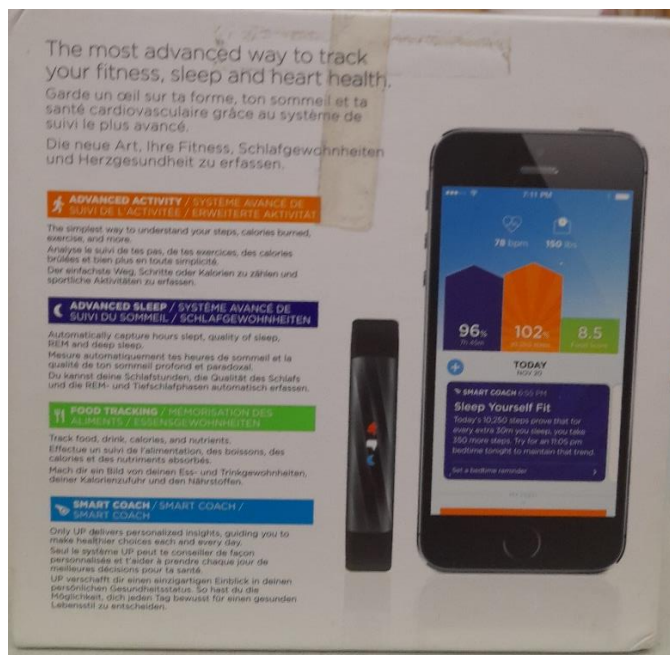 The most advanced way to track
your fitness, sleep and heart health.
Garde un œil sur ta forme, ton sommeil et ta
santé cardiovasculaire grâce au système de
suivi le plus avancé.
Die neue Art, Ihre Fitness, Schlafgewohnheiten
und Herzgesundheit zu erfassen.
ADVANCED ACTIVITY / SYSTÈME AVANCÉ DE
SUIVI DE L'ACTIVITÉE / ERWEITERTE AKTIVITÄT
The simplest way to understand your steps, calories burned,
exercise, and more.
Analyse le suivi de tes pas, de tes exercices, des calories
brûlées et bien plus en toute simplicité.
Der einfachste Weg, Schritte oder Kalorien zu zählen und
sportliche Aktivitäten zu erfassen.
ADVANCED SLEEP / SYSTÈME AVANCÉ DE
SUIVI DU SOMMEIL / SCHLAFGEWOHNHEITEN
Automatically capture hours slept, quality of sleep,
REM and deep sleep.
Mesure automatiquement tes heures de sommeil et la
qualité de ton sommeil profond et paradoxal.
Du kannst deine Schlafstunden, die Qualität des Schlafs
und die REM- und Tiefschlafphasen automatisch erfassen.
FOOD TRACKING / MÉMORISATION DES
ALIMENTS / ESSENSGEWOHNHEITEN
Track food, drink, calories, and nutrients.
Effectue un suivi de l'alimentation, des boissons, des
calories et des nutriments absorbés.
Mach dir ein Bild von deinen Ess- und Trinkgewohnheiten,
deiner Kalorienzufuhr und den Nährstoffen.
SMART COACH / SMART COACH /
SMART COACH
Only UP delivers personalized insights, guiding you to
make healthier choices each and every day.
Seul le système UP peut te conseiller de façon
personnalisée et t'aider à prendre chaque jour de
meilleures décisions pour ta santé.
UP verschafft dir einen einzigartigen Einblick in deinen
persönlichen Gesundheitsstatus. So hast du die
Möglichkeit, dich jeden Tag bewusst für einen gesunden
Lebensstil zu entscheiden.
7:11 PM
78 bpm 150 lbs
96% 102% 8.5
7h 45m Food Score
TODAY
NOV 20
SMART COACH 6:55 PM
Sleep Yourself Fit
Today's 10,250 steps prove that for
every extra 30m you sleep, you take
350 more steps. Try for an 11:05 pm
bedtime tonight to maintain that trend.
Set a bedtime reminder